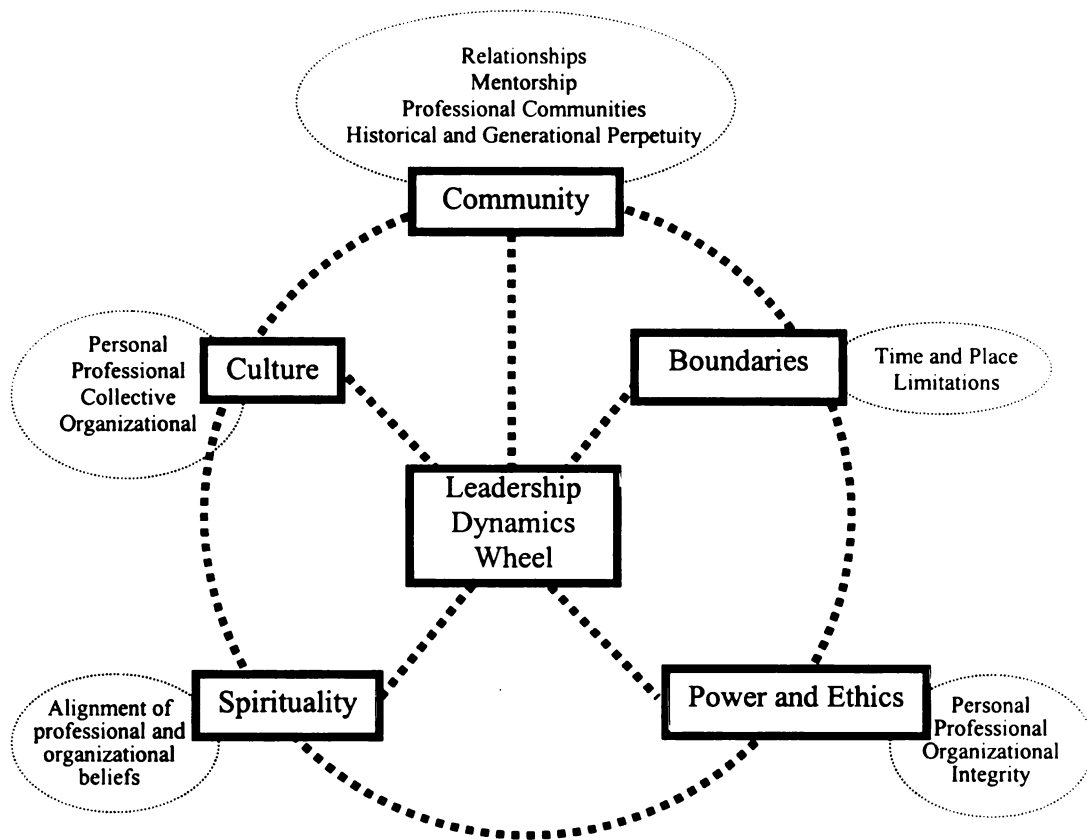 Relationships
Mentorship
Professional Communities
Historical and Generational Perpetuity
Community
Personal
Professional
Collective
Organizational
Culture
Boundaries
Time and Place
Limitations
Leadership
Dynamics
Wheel
Alignment of
professional and
organizational
beliefs
Spirituality
Power and Ethics
Personal
Professional
Organizational
Integrity